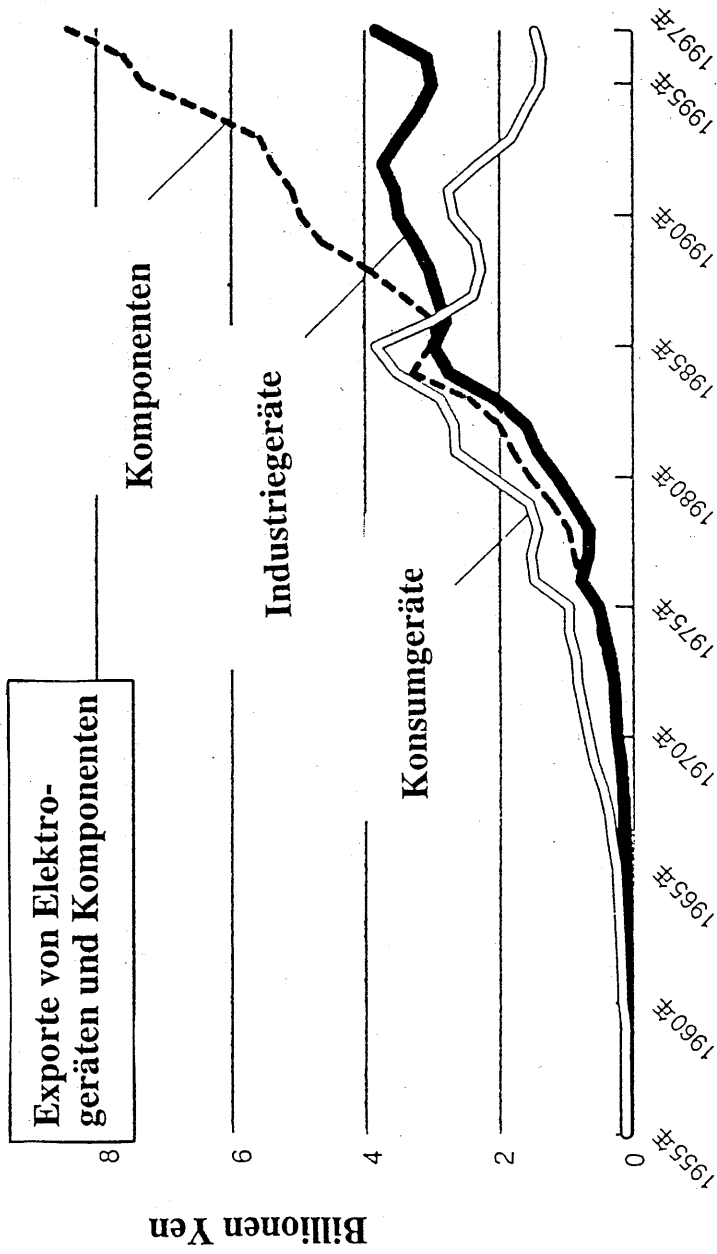 Exporte von Elektro-
geräten und Komponenten
Billionen Yen
8
6
4
2
0
Komponenten
Industriegeräte
Konsumgeräte
1955年
1960年
1965年
1970年
1975年
1980年
1985年
1990年
1995年
1997年